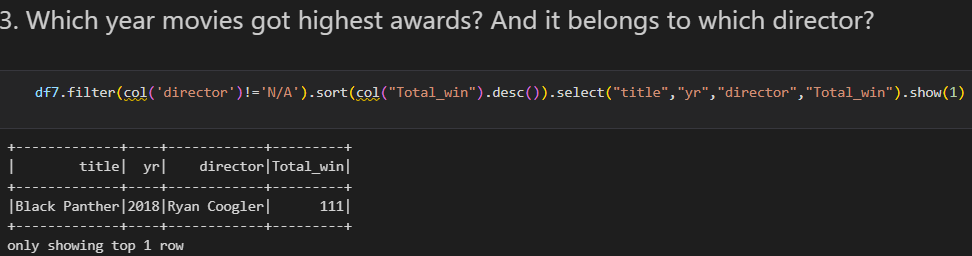 3. Which year movies got highest awards? And it belongs to which director?
df7.filter(col('director')!='N/A').sort(col("Total_win").desc()).select("title","yr","director","Total_win").show(1)
+-------------+----+------------+---------+
|        title|  yr|    director|Total_win|
+-------------+----+------------+---------+
|Black Panther|2018|Ryan Coogler|      111|
+-------------+----+------------+---------+
only showing top 1 row